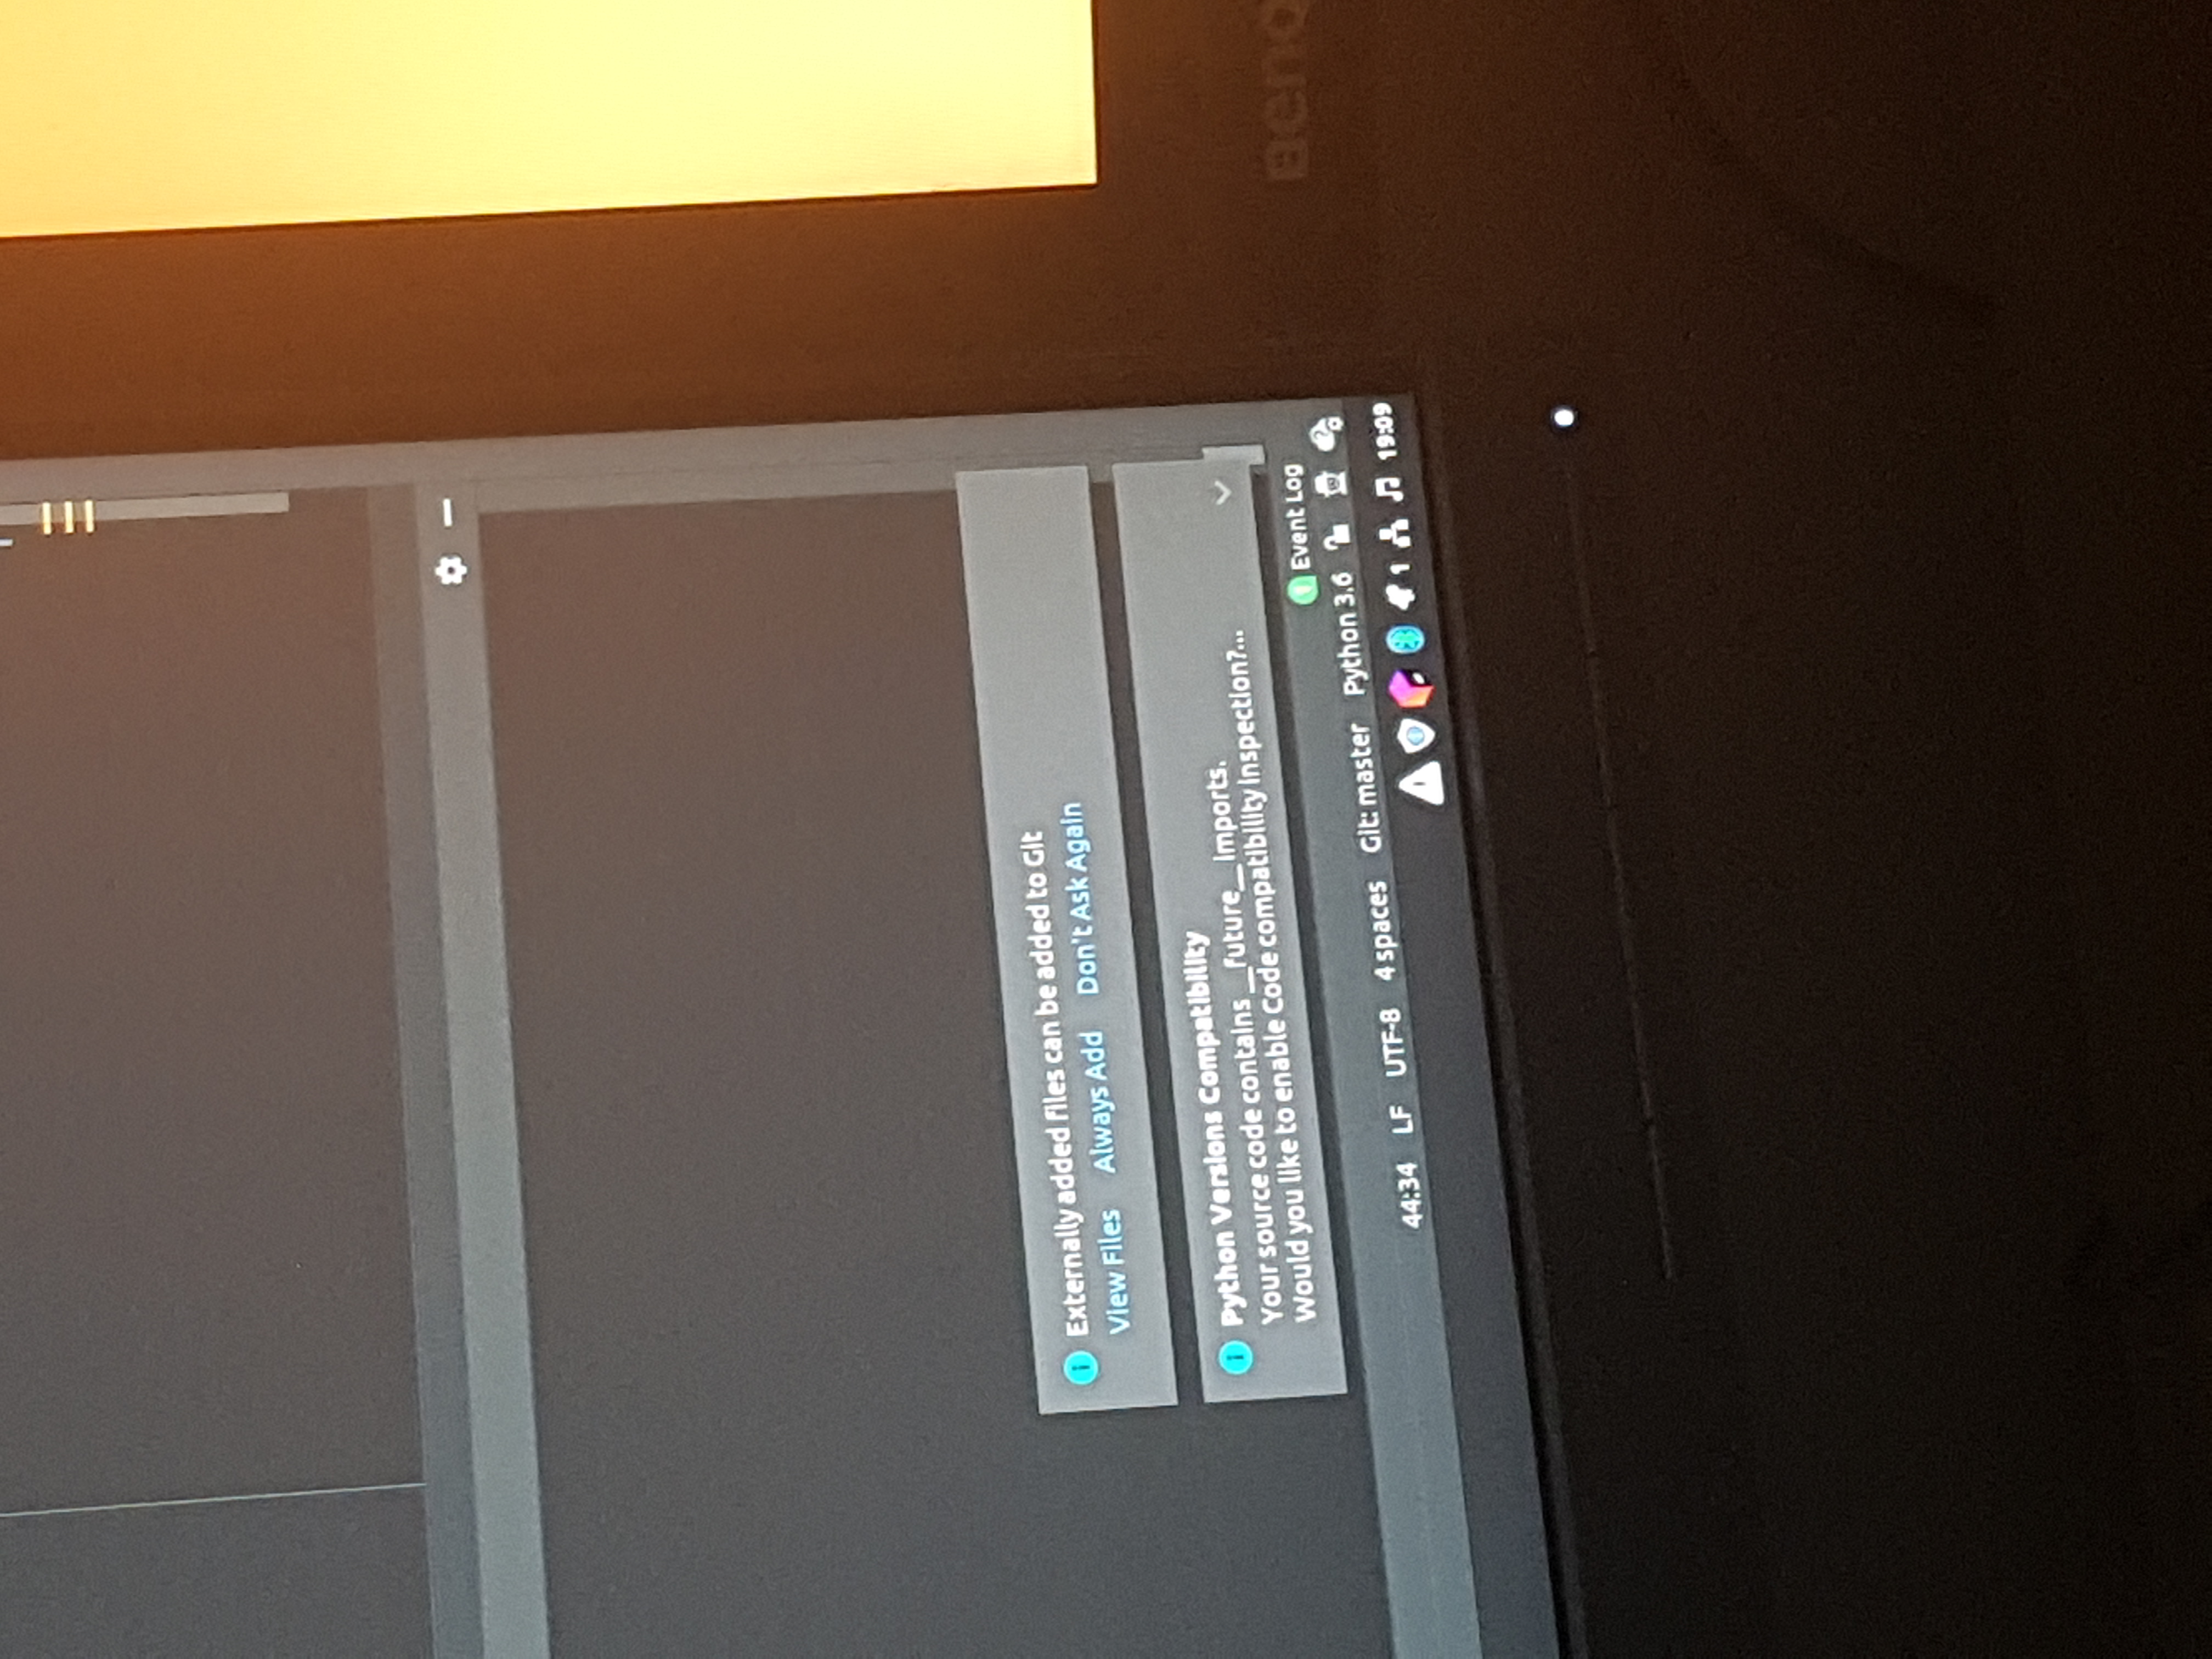 Externally added files can be added to Git
View Files Always Add Don't Ask Again
Python Versions Compatibility
Your source code contains __future__ imports.
Would you like to enable Code compatibility inspection?...
1 Event Log
44:34 LF UTF-8 4 spaces Git: master Python 3.6
1 19:09
BenQ